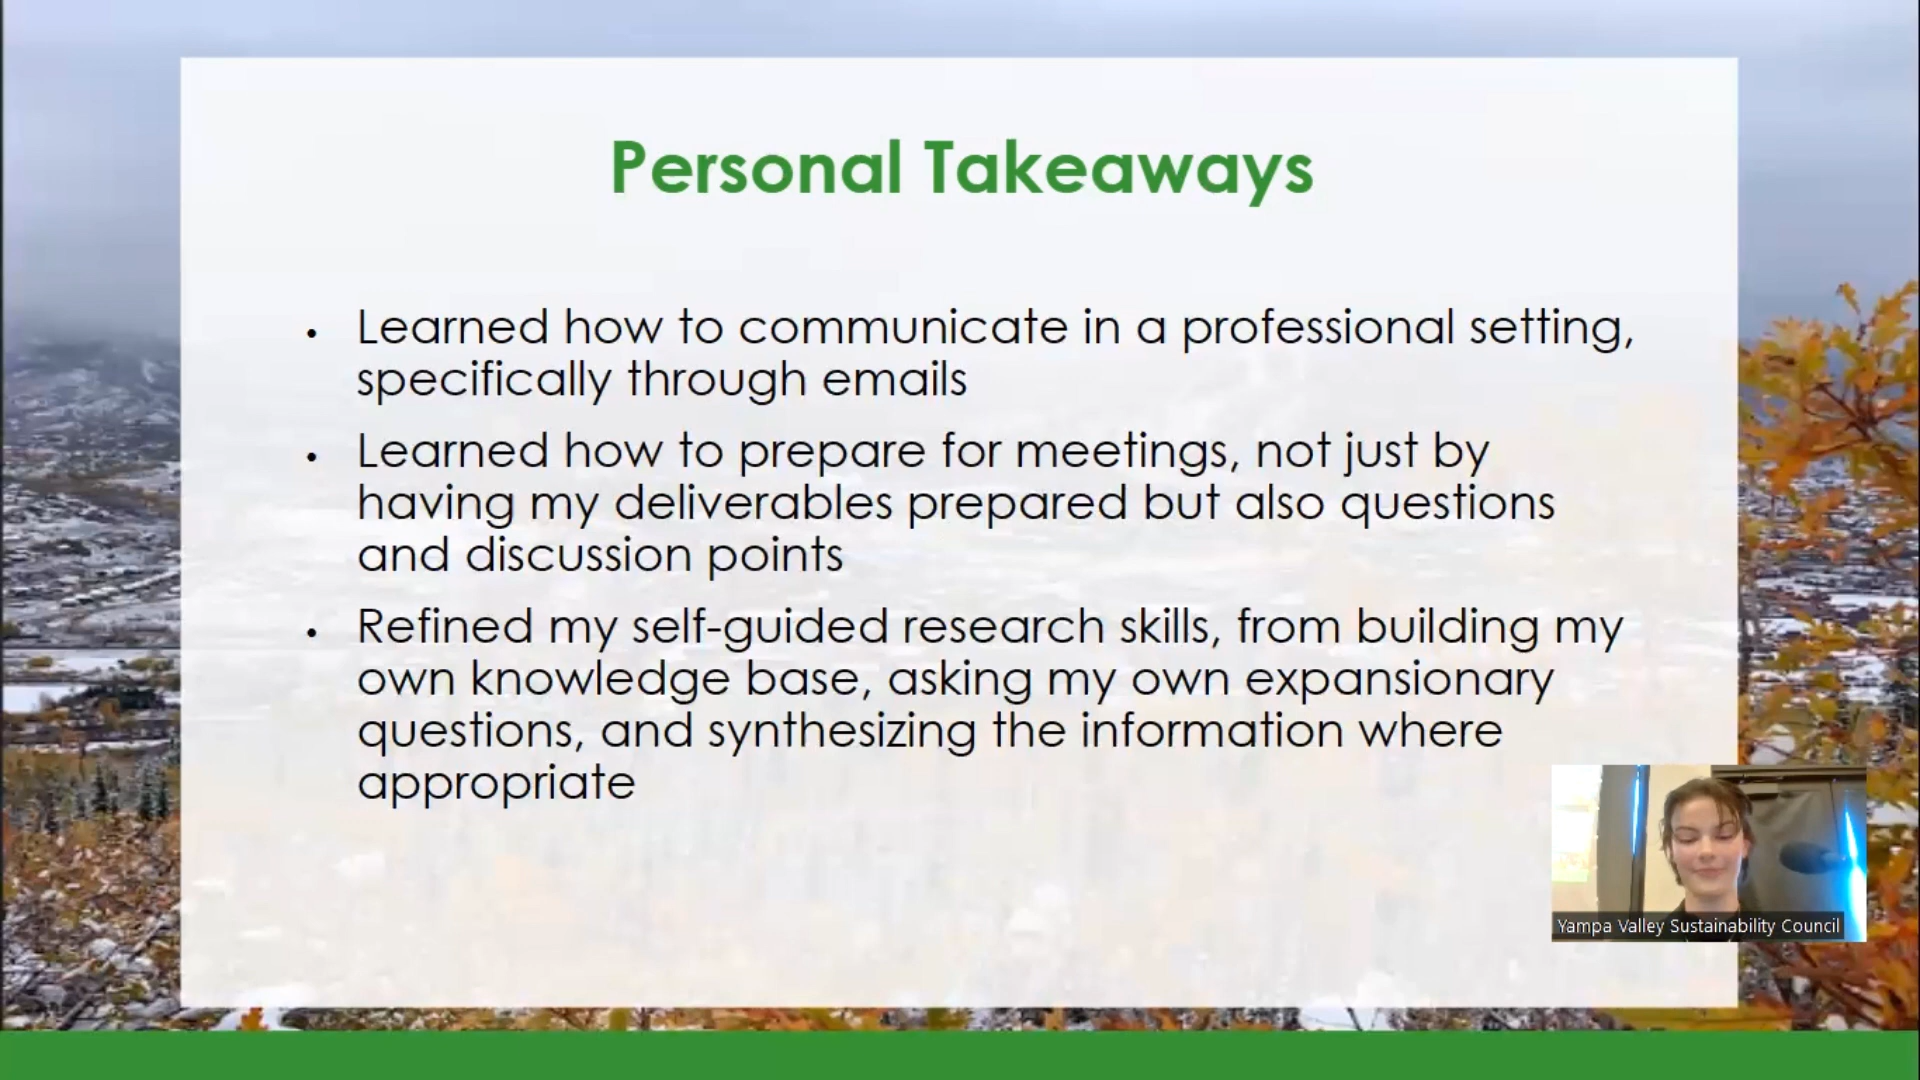 Personal Takeaways
• Learned how to communicate in a professional setting,
specifically through emails
• Learned how to prepare for meetings, not just by
having my deliverables prepared but also questions
and discussion points
• Refined my self-guided research skills, from building my
own knowledge base, asking my own expansionary
questions, and synthesizing the information where
appropriate
Yampa Valley Sustainability Council